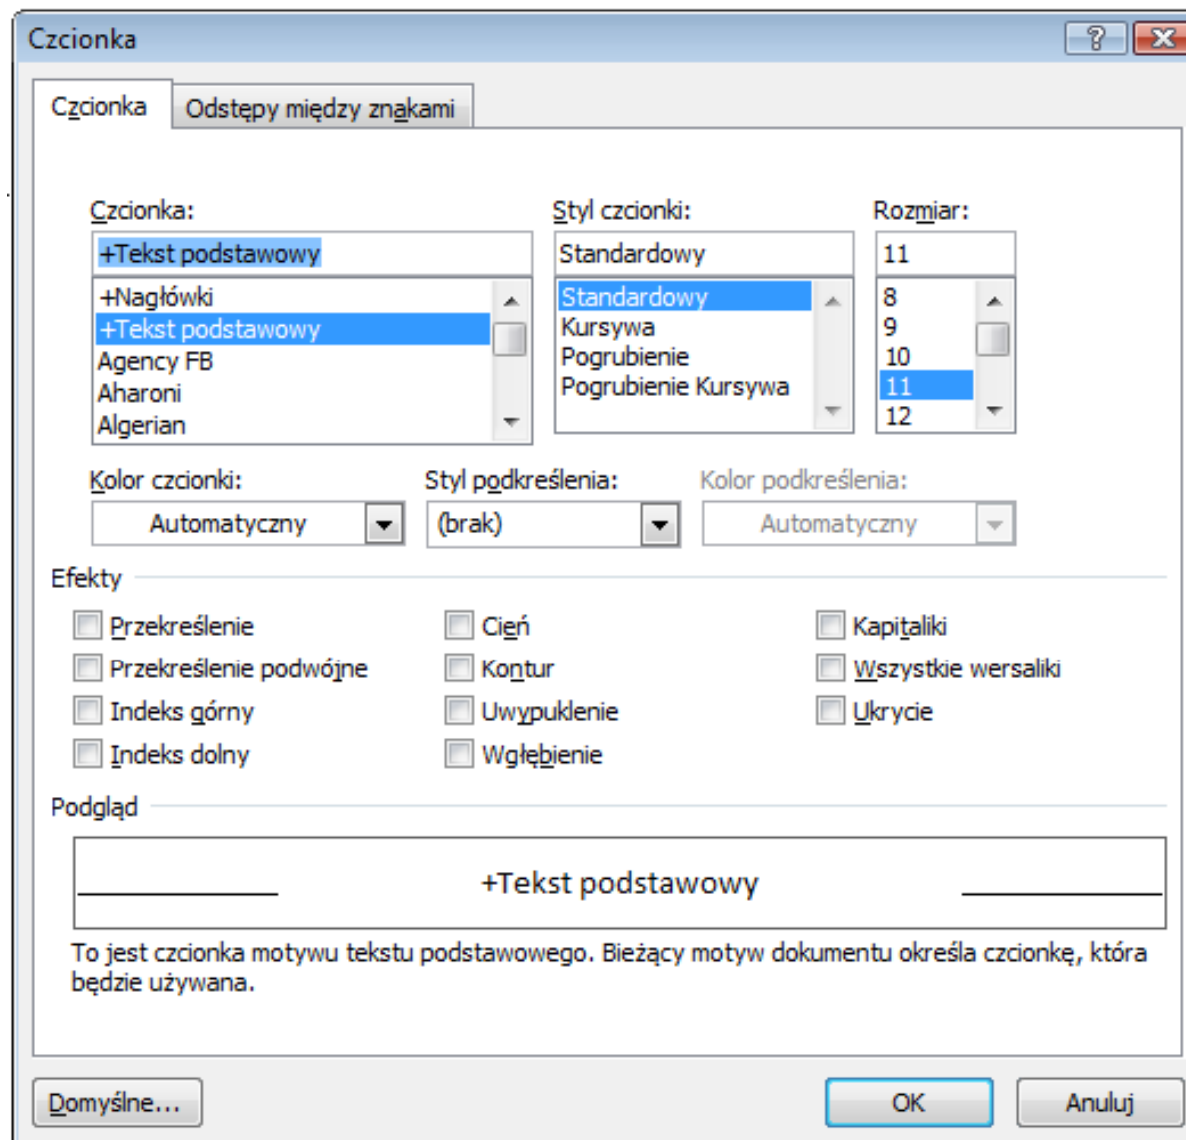 Czcionka
Czcionka Odstępy między znakami
Czcionka: Styl czcionki: Rozmiar:
+Tekst podstawowy Standardowy 11
+Nagłówki Standardowy 8
+Tekst podstawowy Kursywa 9
Agency FB Pogrubienie 10
Aharoni Pogrubienie Kursywa 11
Algerian 12
Kolor czcionki: Styl podkreślenia: Kolor podkreślenia:
Automatyczny (brak) Automatyczny
Efekty
Przekreślenie Cień Kapitaliki
Przekreślenie podwójne Kontur Wszystkie wersaliki
Indeks górny Uwypuklenie Ukrycie
Indeks dolny Wgłębienie
Podgląd
+Tekst podstawowy
To jest czcionka motywu tekstu podstawowego. Bieżący motyw dokumentu określa czcionkę, która
będzie używana.
Domyślne... OK Anuluj